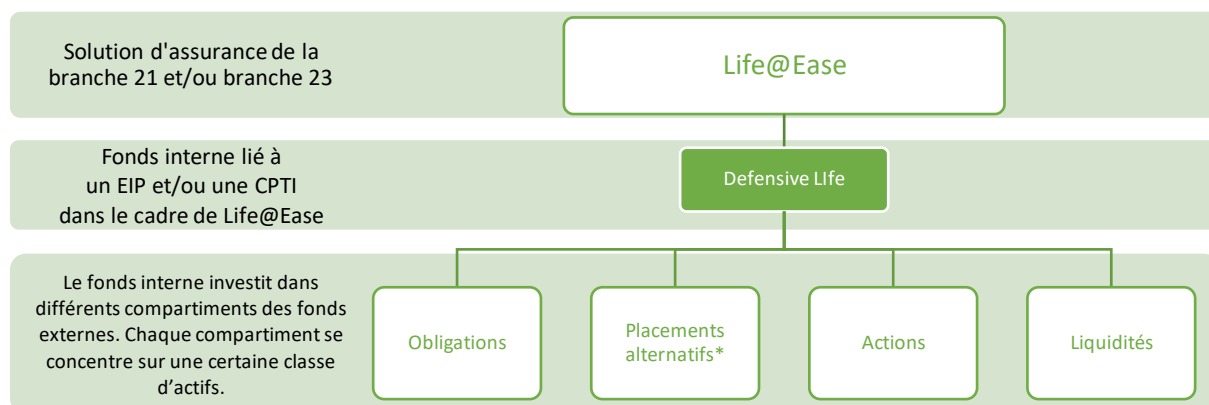 Solution d'assurance de la
branche 21 et/ou branche 23
Life@Ease
Fonds interne lié à
un EIP et/ou une CPTI
dans le cadre de Life@Ease
Defensive LIfe
Le fonds interne investit dans
différents compartiments des fonds
externes. Chaque compartiment se
concentre sur une certaine classe
d’actifs.
Obligations
Placements
alternatifs*
Actions
Liquidités